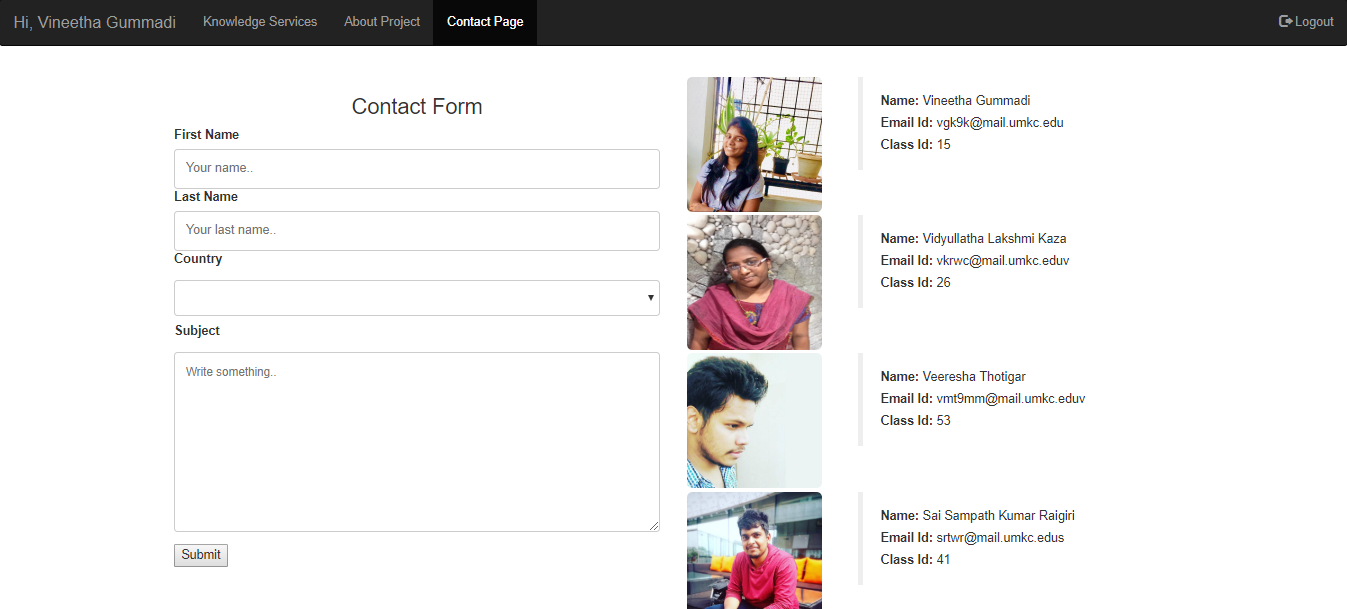 Hi, Vineetha Gummadi Knowledge Services About Project Contact Page Logout
Contact Form
First Name
Your name..
Last Name
Your last name..
Country
Subject
Write something..
Submit
Name: Vineetha Gummadi
Email Id: vgk9k@mail.umkc.edu
Class Id: 15
Name: Vidyullatha Lakshmi Kaza
Email Id: vkrwc@mail.umkc.eduv
Class Id: 26
Name: Veeresha Thotigar
Email Id: vmt9mm@mail.umkc.eduv
Class Id: 53
Name: Sai Sampath Kumar Raigiri
Email Id: srtwr@mail.umkc.edus
Class Id: 41